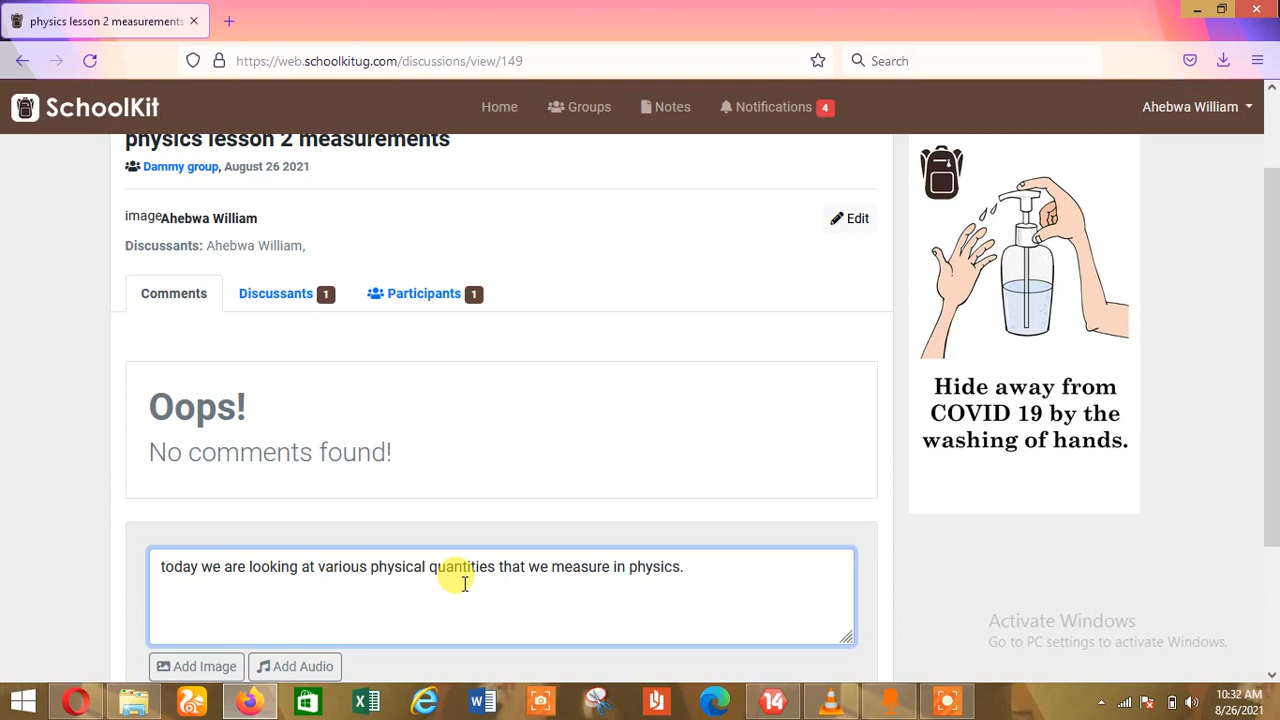 physics lesson 2 measurements
https://web.schoolkitug.com/discussions/view/149
Search
SchoolKit
Home
Groups
Notes
Notifications 4
Ahebwa William
physics lesson 2 measurements
Dammy group, August 26 2021
imageAhebwa William
Edit
Discussants: Ahebwa William,
Comments
Discussants 1
Participants 1
Oops!
No comments found!
today we are looking at various physical quantities that we measure in physics.
Add Image
Add Audio
Hide away from
COVID 19 by the
washing of hands.
Activate Windows
Go to PC settings to activate Windows.
14
10:32 AM
8/26/2021